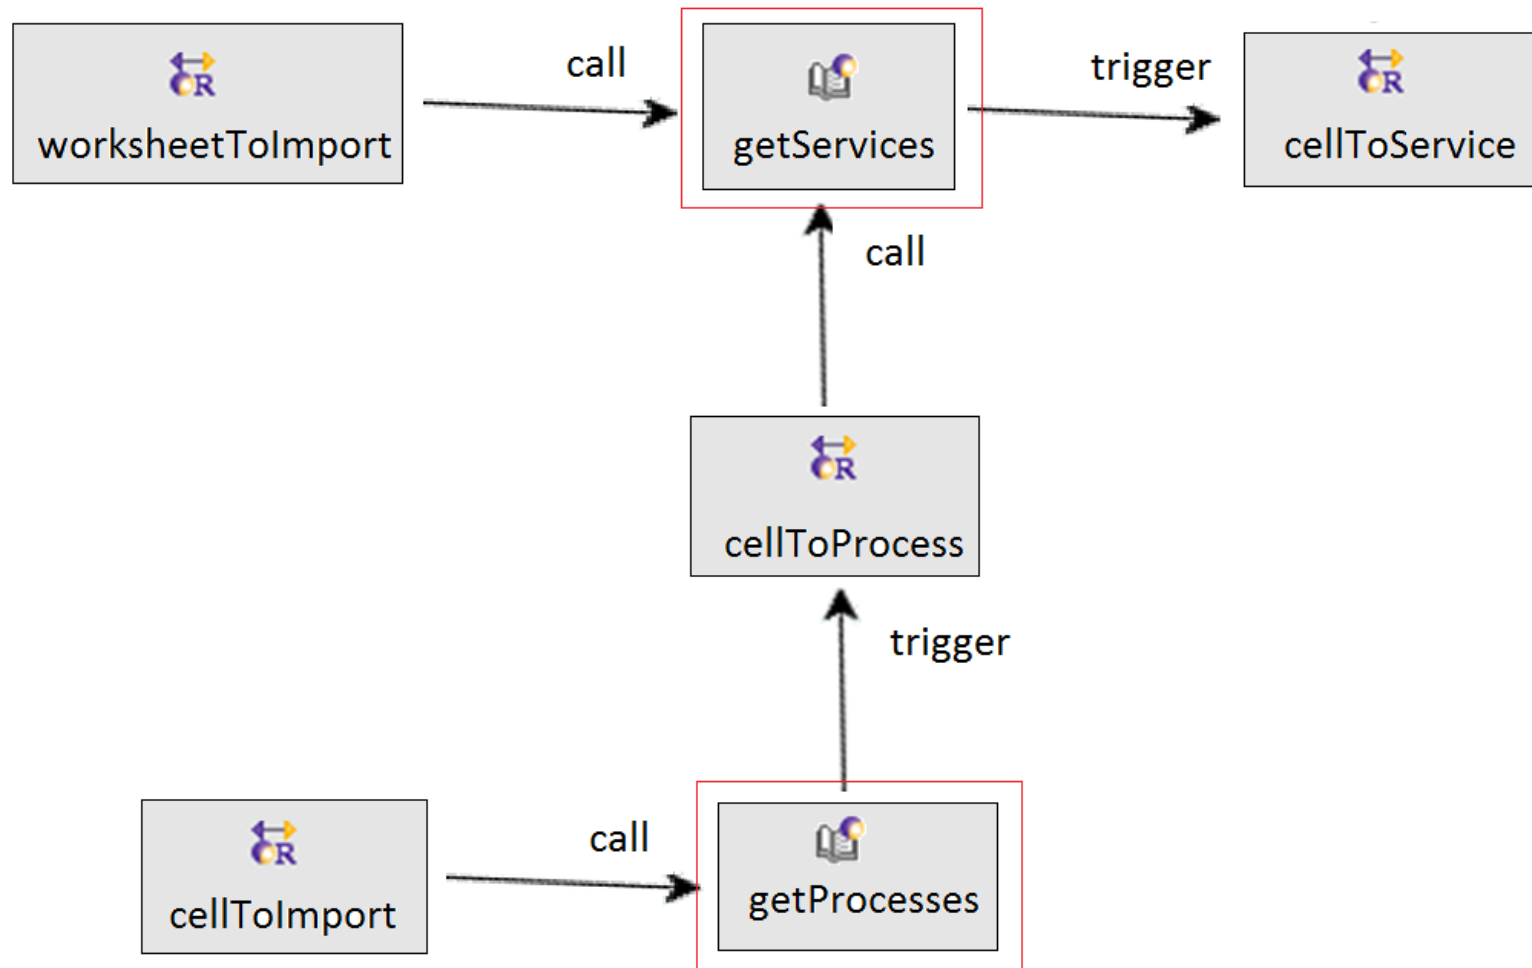 call
trigger
worksheetToImport
getServices
cellToService
call
cellToProcess
trigger
call
cellToImport
getProcesses